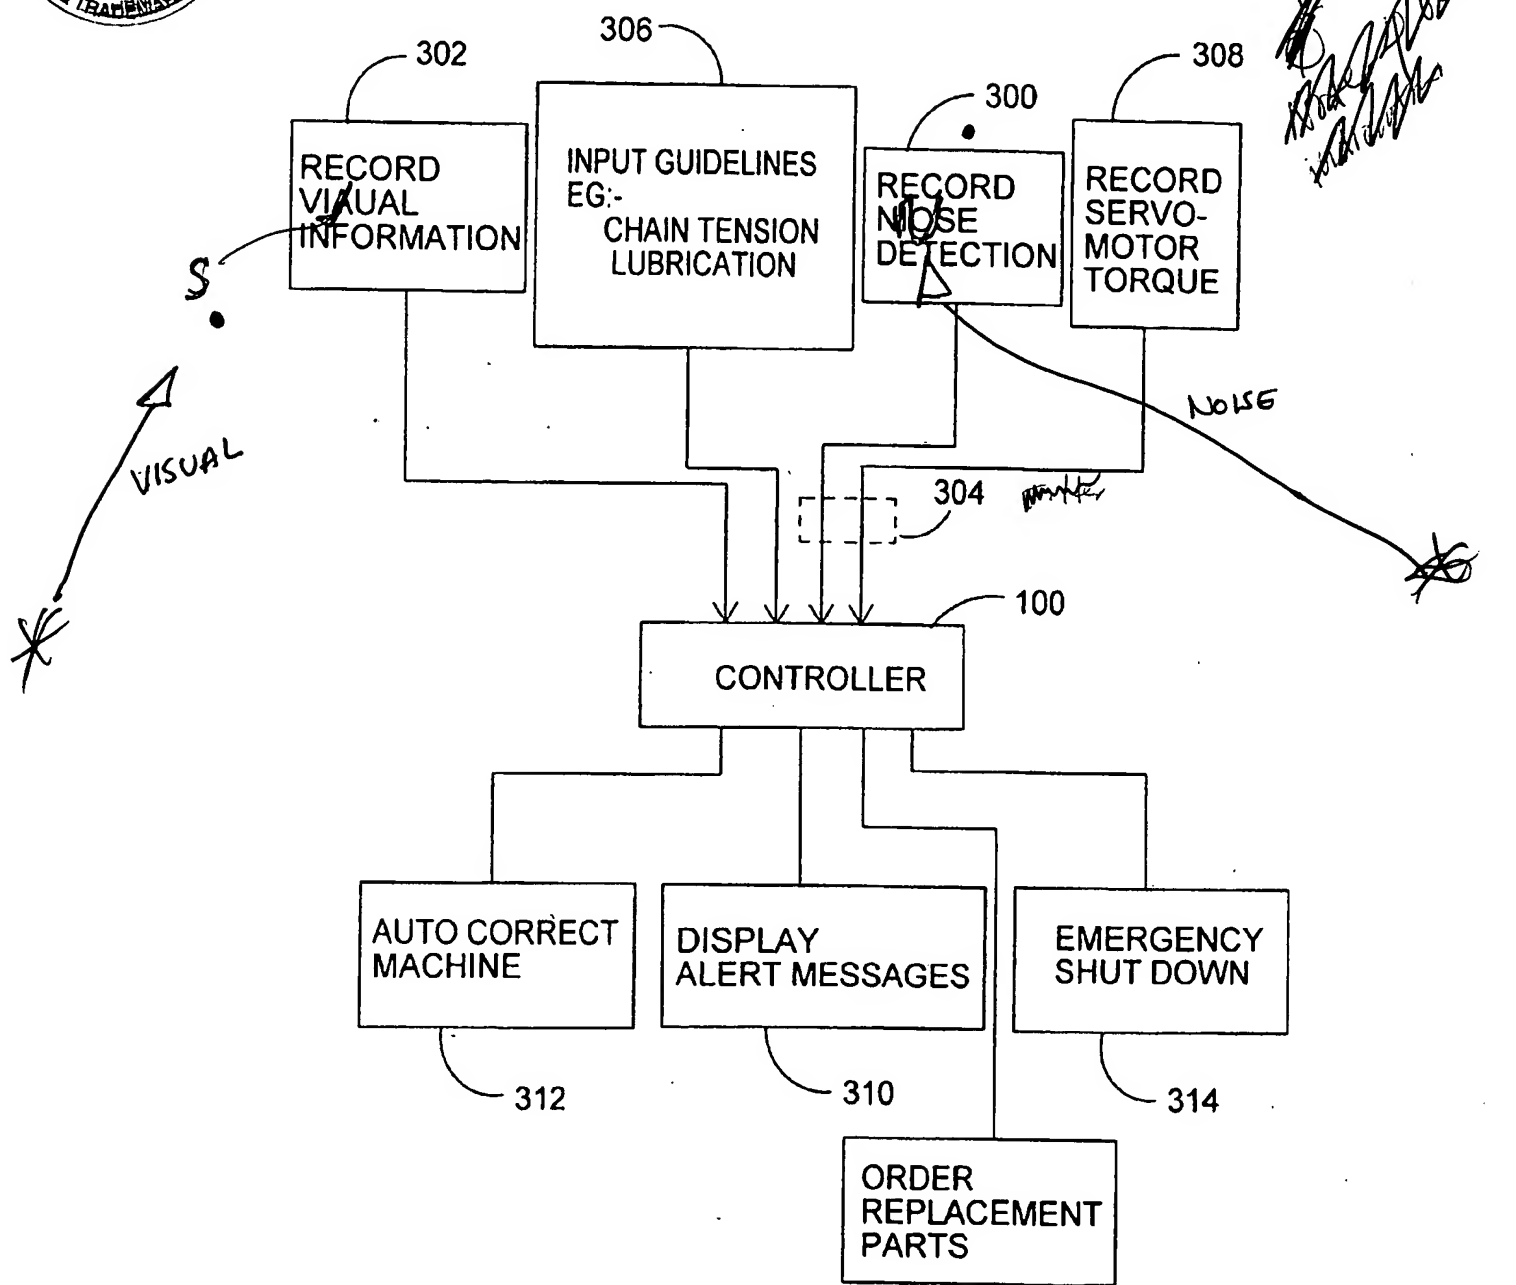 TRADEMAR
306
302
308
300
RECORD
VIAUAL
INFORMATION
INPUT GUIDELINES
EG:-
CHAIN TENSION
LUBRICATION
RECORD
NIOSE
DETECTION
RECORD
SERVO-
MOTOR
TORQUE
S
VISUAL
NOISE
304
100
CONTROLLER
AUTO CORRECT
MACHINE
DISPLAY
ALERT MESSAGES
EMERGENCY
SHUT DOWN
312
310
314
ORDER
REPLACEMENT
PARTS